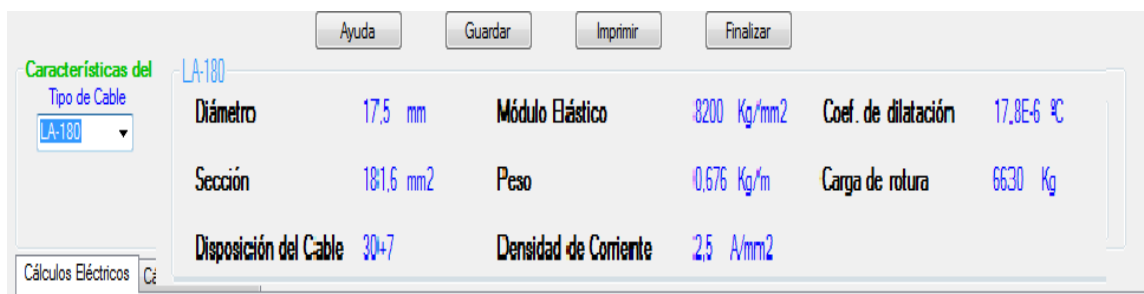 Ayuda Guardar Imprimir Finalizar
Características del
Tipo de Cable
LA-180
LA-180
Diámetro 17,5 mm Módulo Elástico 8200 Kg/mm2 Coef. de dilatación 17,8E-6 ºC
Sección 181,6 mm2 Peso 0,676 Kg/m Carga de rotura 6630 Kg
Disposición del Cable 30+7 Densidad de Corriente 2,5 A/mm2
Cálculos Eléctricos Cá